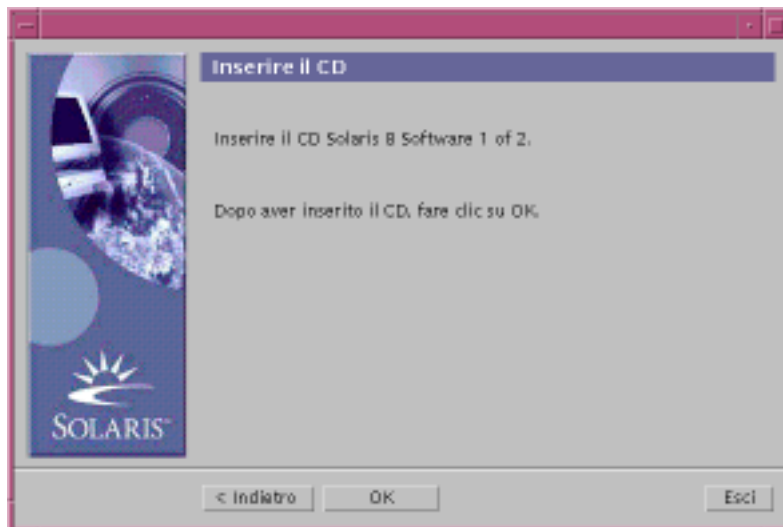 Inserire il CD
Inserire il CD Solaris 8 Software 1 of 2.
Dopo aver inserito il CD, fare clic su OK.
SOLARIS™
< Indietro
OK
Esci